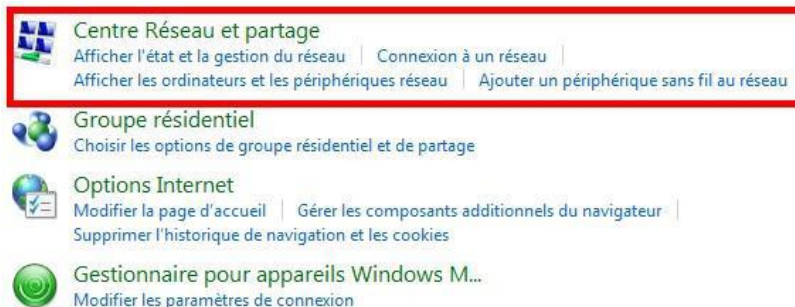 Centre Réseau et partage
Afficher l'état et la gestion du réseau | Connexion à un réseau |
Afficher les ordinateurs et les périphériques réseau | Ajouter un périphérique sans fil au réseau
Groupe résidentiel
Choisir les options de groupe résidentiel et de partage
Options Internet
Modifier la page d'accueil | Gérer les composants additionnels du navigateur |
Supprimer l'historique de navigation et les cookies
Gestionnaire pour appareils Windows M...
Modifier les paramètres de connexion